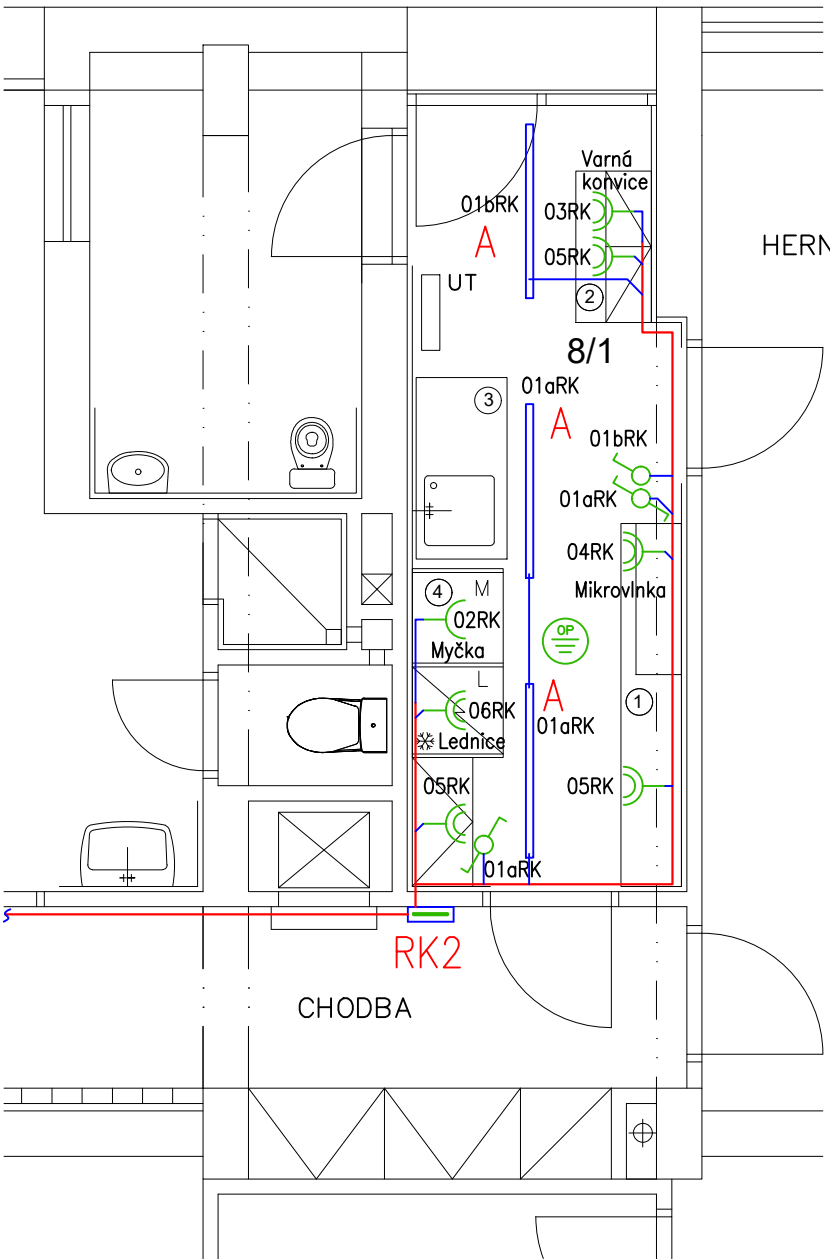 Varná
konvice
01bRK
03RK
A
HERN
05RK
UT
2
8/1
01aRK
3
A
01bRK
01aRK
04RK
M
4
Mikrovlnka
02RK
OP
Myčka
L
A
1
06RK
01aRK
Lednice
05RK
05RK
01aRK
RK2
CHODBA